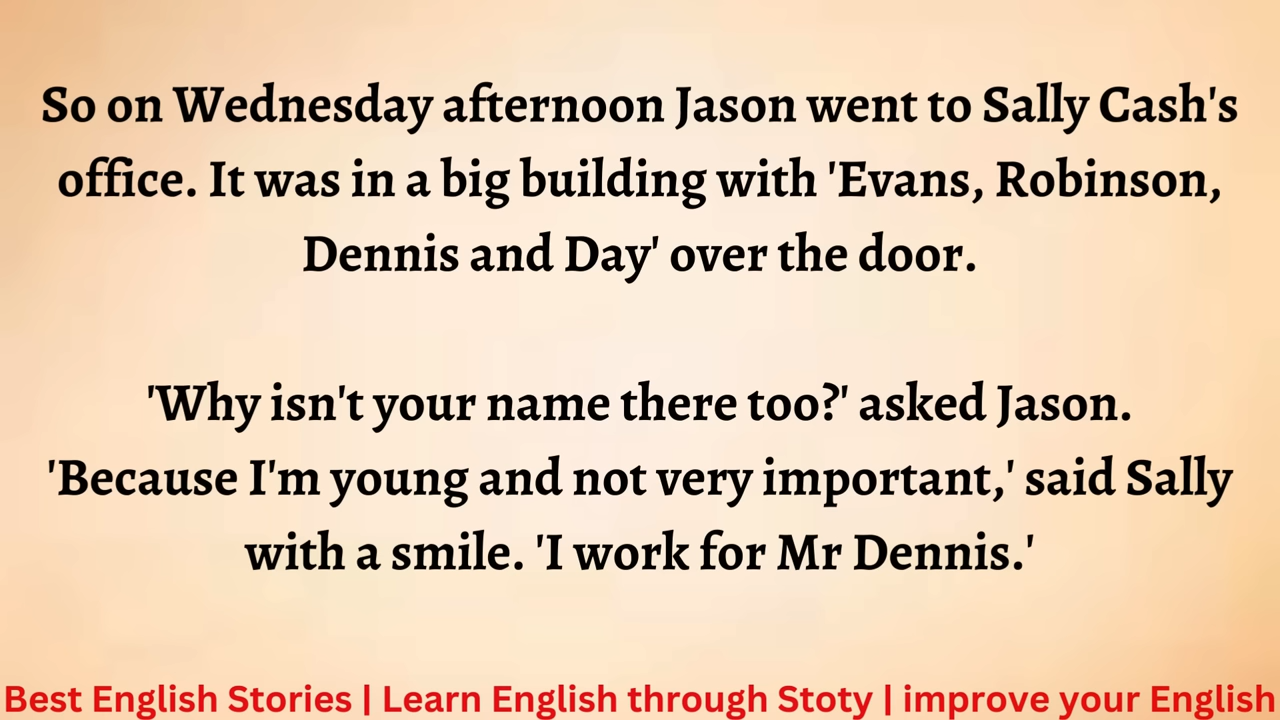 So on Wednesday afternoon Jason went to Sally Cash's
office. It was in a big building with 'Evans, Robinson,
Dennis and Day' over the door.
'Why isn't your name there too?' asked Jason.
'Because I'm young and not very important,' said Sally
with a smile. 'I work for Mr Dennis.'
Best English Stories | Learn English through Stoty | improve your English